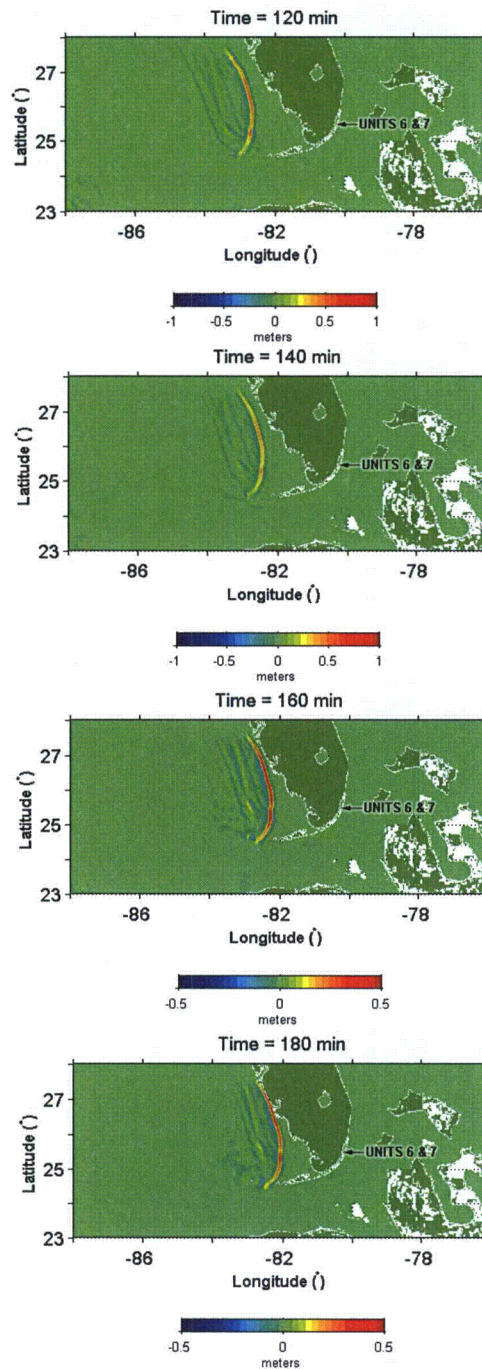 Time = 120 min
27
25
23
Latitude (°)
UNITS 6 & 7
-86
-82
-78
Longitude (°)
-1
-0.5
0
0.5
1
meters
Time = 140 min
27
25
23
Latitude (°)
UNITS 6 & 7
-86
-82
-78
Longitude (°)
-1
-0.5
0
0.5
1
meters
Time = 160 min
27
25
23
Latitude (°)
UNITS 6 & 7
-86
-82
-78
Longitude (°)
-0.5
0
0.5
meters
Time = 180 min
27
25
23
Latitude (°)
UNITS 6 & 7
-86
-82
-78
Longitude (°)
-0.5
0
0.5
meters